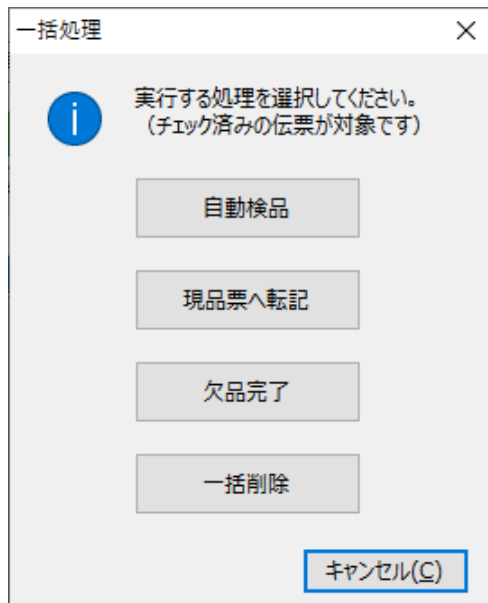 一括処理
実行する処理を選択してください。
（チェック済みの伝票が対象です）
自動検品
現品票へ転記
欠品完了
一括削除
キャンセル(C)